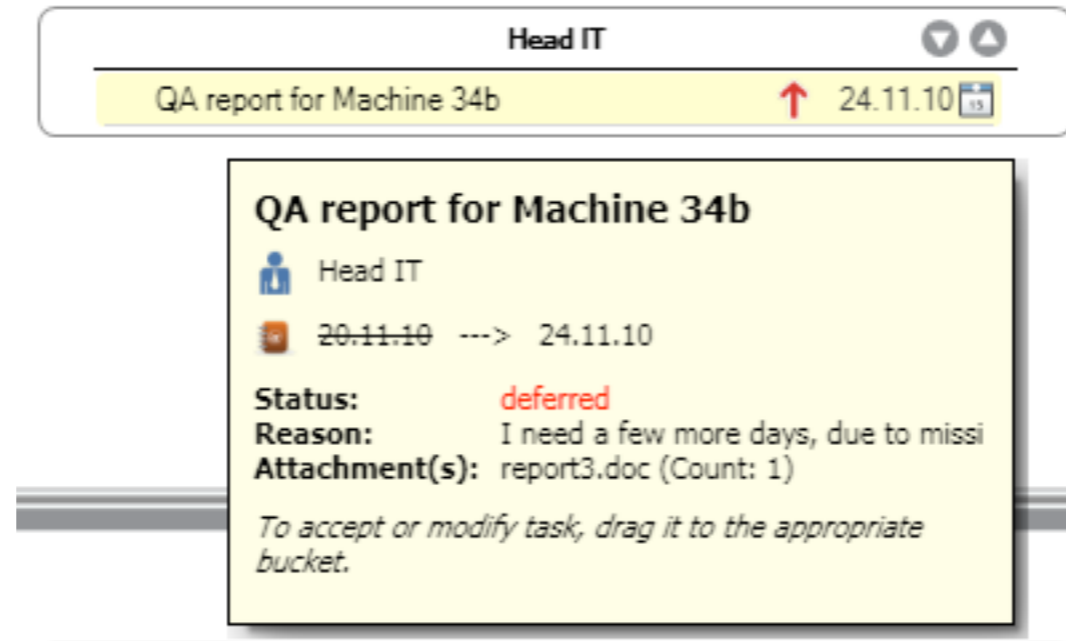 Head IT
QA report for Machine 34b 24.11.10
15
QA report for Machine 34b
Head IT
20.11.10 ---> 24.11.10
Status: deferred
Reason: I need a few more days, due to missi
Attachment(s): report3.doc (Count: 1)
To accept or modify task, drag it to the appropriate
bucket.